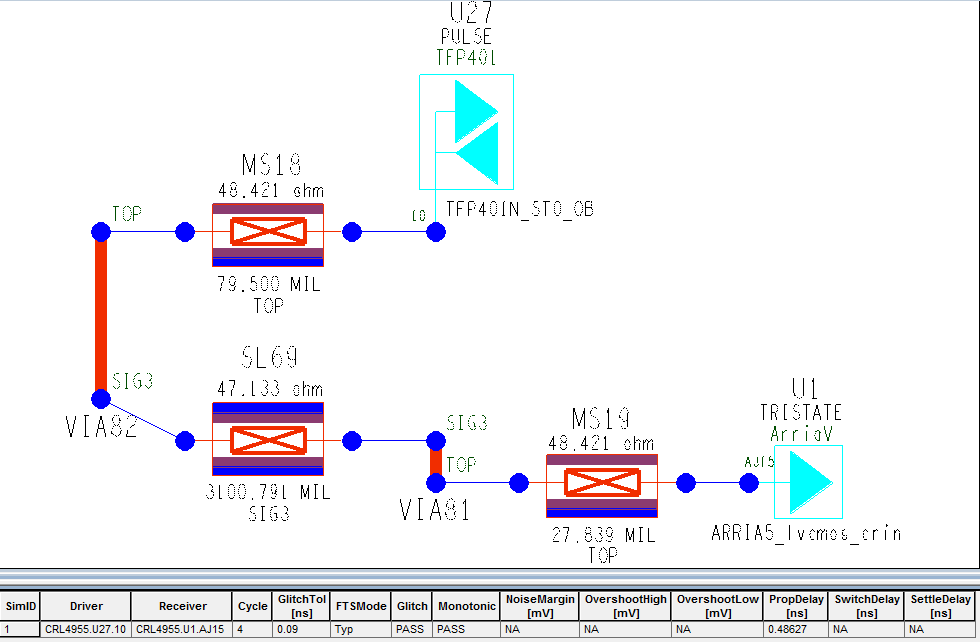 U27
PULSE
TFP401
MS18
48.421 ohm
TOP
10
TFP401N_ST0_OB
79.500 MIL
TOP
SL69
47.133 ohm
SIG3
VIA82
3100.791 MIL
SIG3
SIG3
TOP
VIA81
MS19
48.421 ohm
27.839 MIL
TOP
U1
TRISTATE
ArriaV
AJ15
ARRIA5_lvcmos_crin
SimID Driver Receiver Cycle GlitchTol [ns] FTSMode Glitch Monotonic NoiseMargin [mV] OvershootHigh [mV] OvershootLow [mV] PropDelay [ns] SwitchDelay [ns] SettleDelay [ns]
1 CRL4955.U27.10 CRL4955.U1.AJ15 4 0.09 Typ PASS PASS NA NA NA 0.48627 NA NA